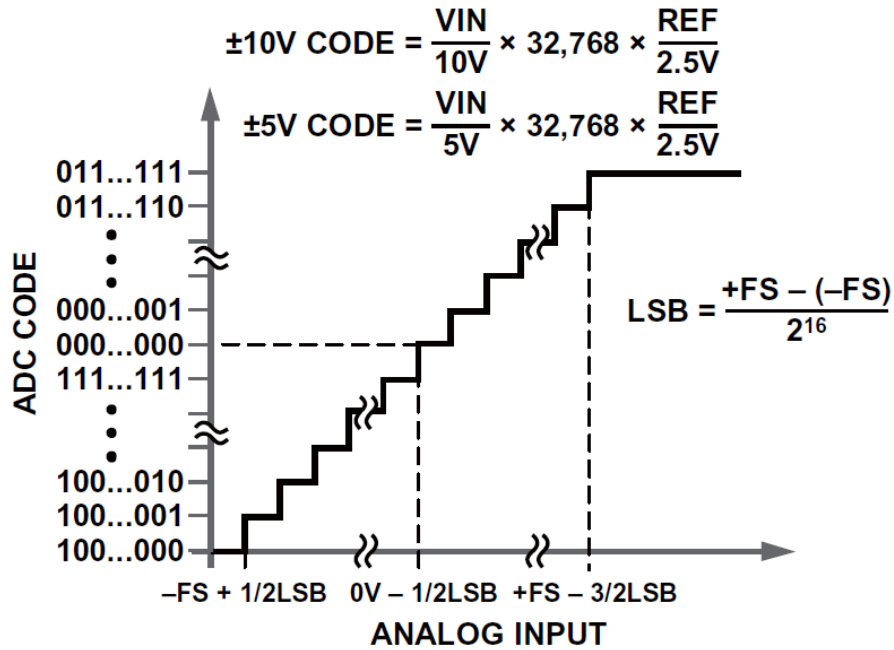 ±10V CODE = VIN/10V × 32,768 × REF/2.5V
±5V CODE = VIN/5V × 32,768 × REF/2.5V
011...111
011...110
000...001
000...000
111...111
100...010
100...001
100...000
ADC CODE
LSB = +FS – (–FS)/2¹⁶
–FS + 1/2LSB 0V – 1/2LSB +FS – 3/2LSB
ANALOG INPUT